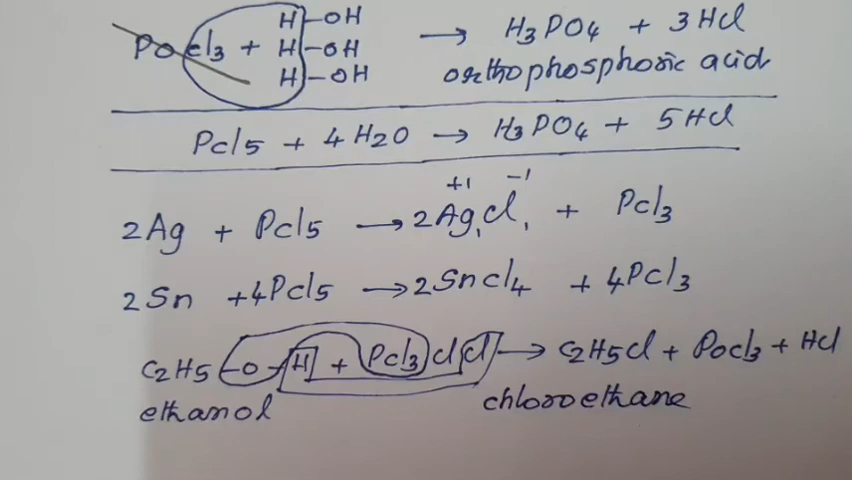 H-OH
POCl3 + H-OH → H3PO4 + 3HCl
H-OH orthophosphoric acid
PCl5 + 4H2O → H3PO4 + 5HCl
+1 -1
2Ag + PCl5 → 2Ag1Cl1 + PCl3
2Sn + 4PCl5 → 2SnCl4 + 4PCl3
C2H5-O-H + PCl3ClCl → C2H5Cl + POCl3 + HCl
ethanol chloroethane